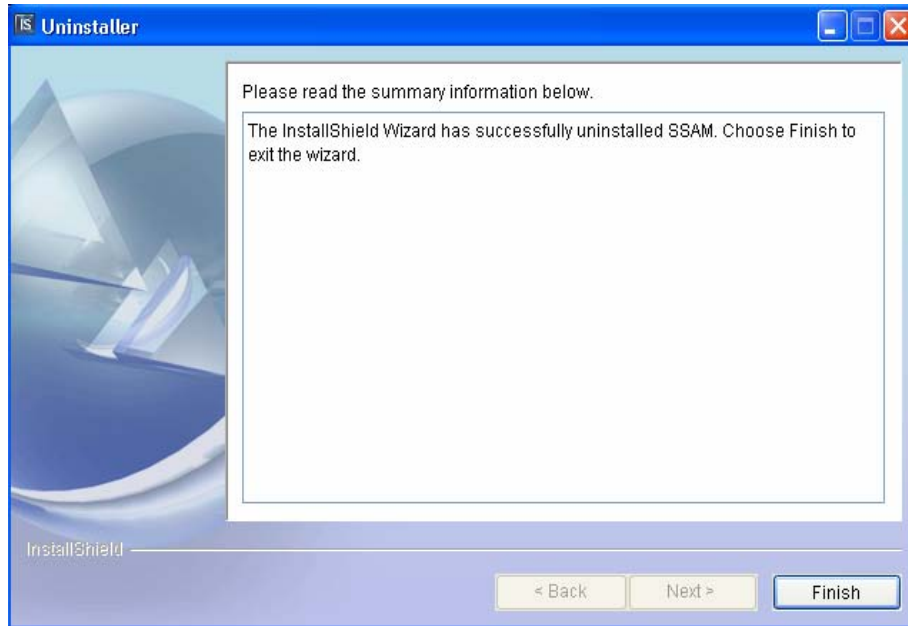 IS Uninstaller
Please read the summary information below.
The InstallShield Wizard has successfully uninstalled SSAM. Choose Finish to
exit the wizard.
InstallShield
< Back Next > Finish